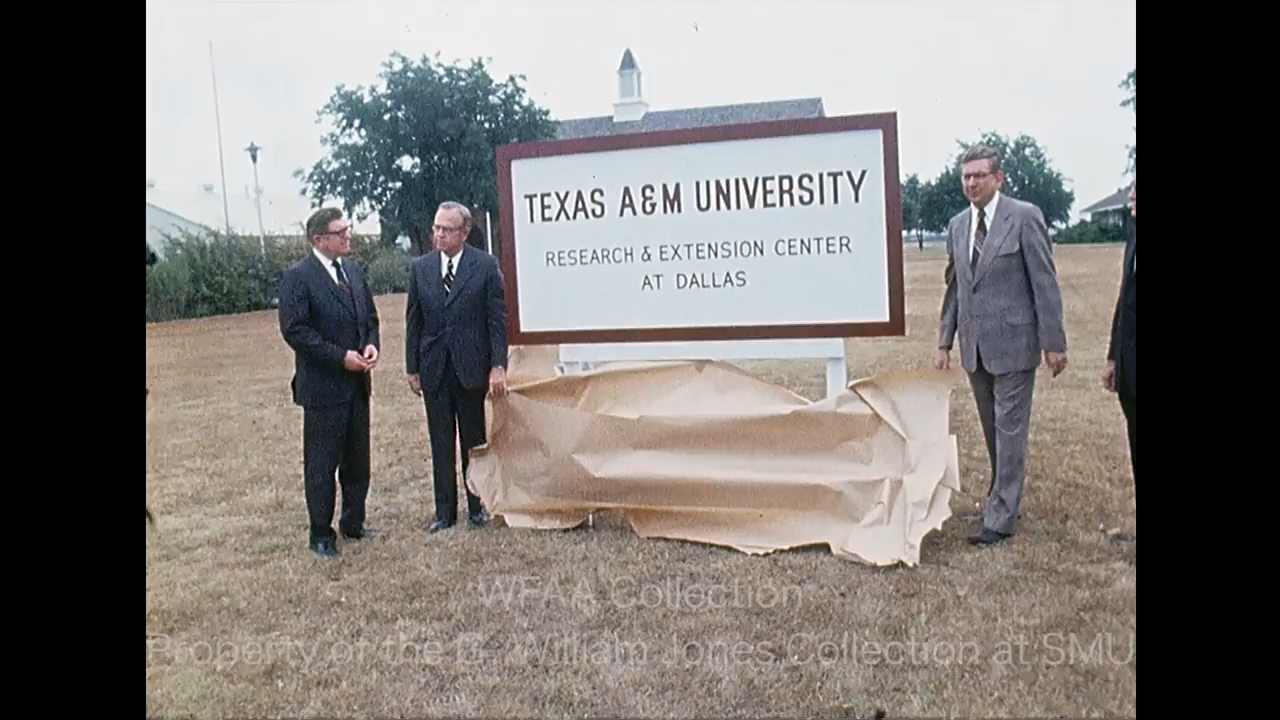 TEXAS A&M UNIVERSITY
RESEARCH & EXTENSION CENTER
AT DALLAS
WFAA Collection
Property of the G. William Jones Collection at SMU